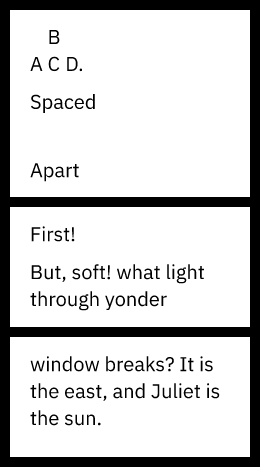 B
A C D.
Spaced
Apart
First!
But, soft! what light
through yonder
window breaks? It is
the east, and Juliet is
the sun.